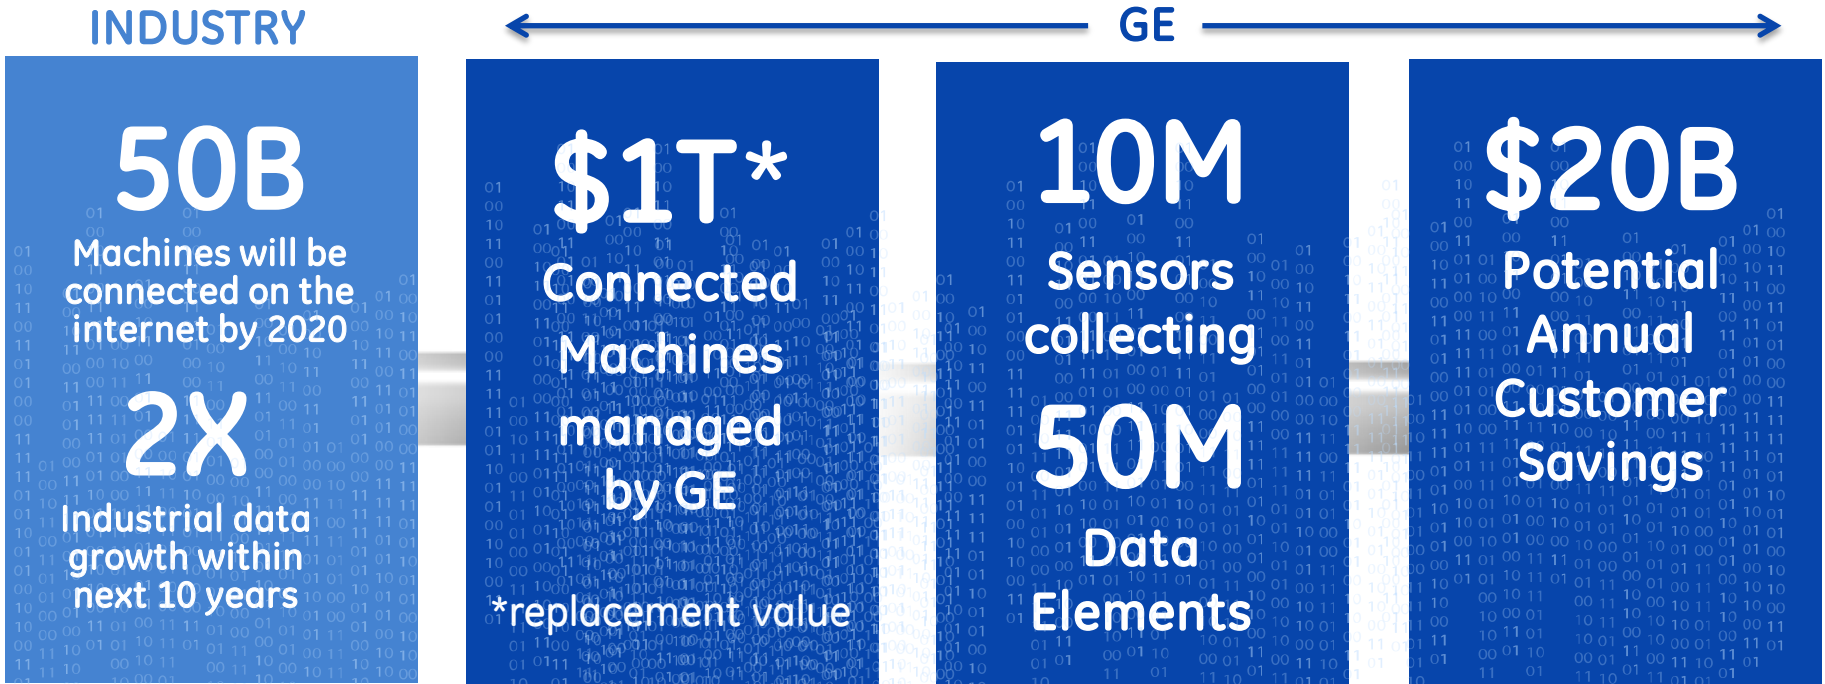 INDUSTRY
GE
50B
Machines will be
connected on the
internet by 2020
2X
Industrial data
growth within
next 10 years
$1T*
Connected
Machines
managed
by GE
*replacement value
10M
Sensors
collecting
50M
Data
Elements
$20B
Potential
Annual
Customer
Savings